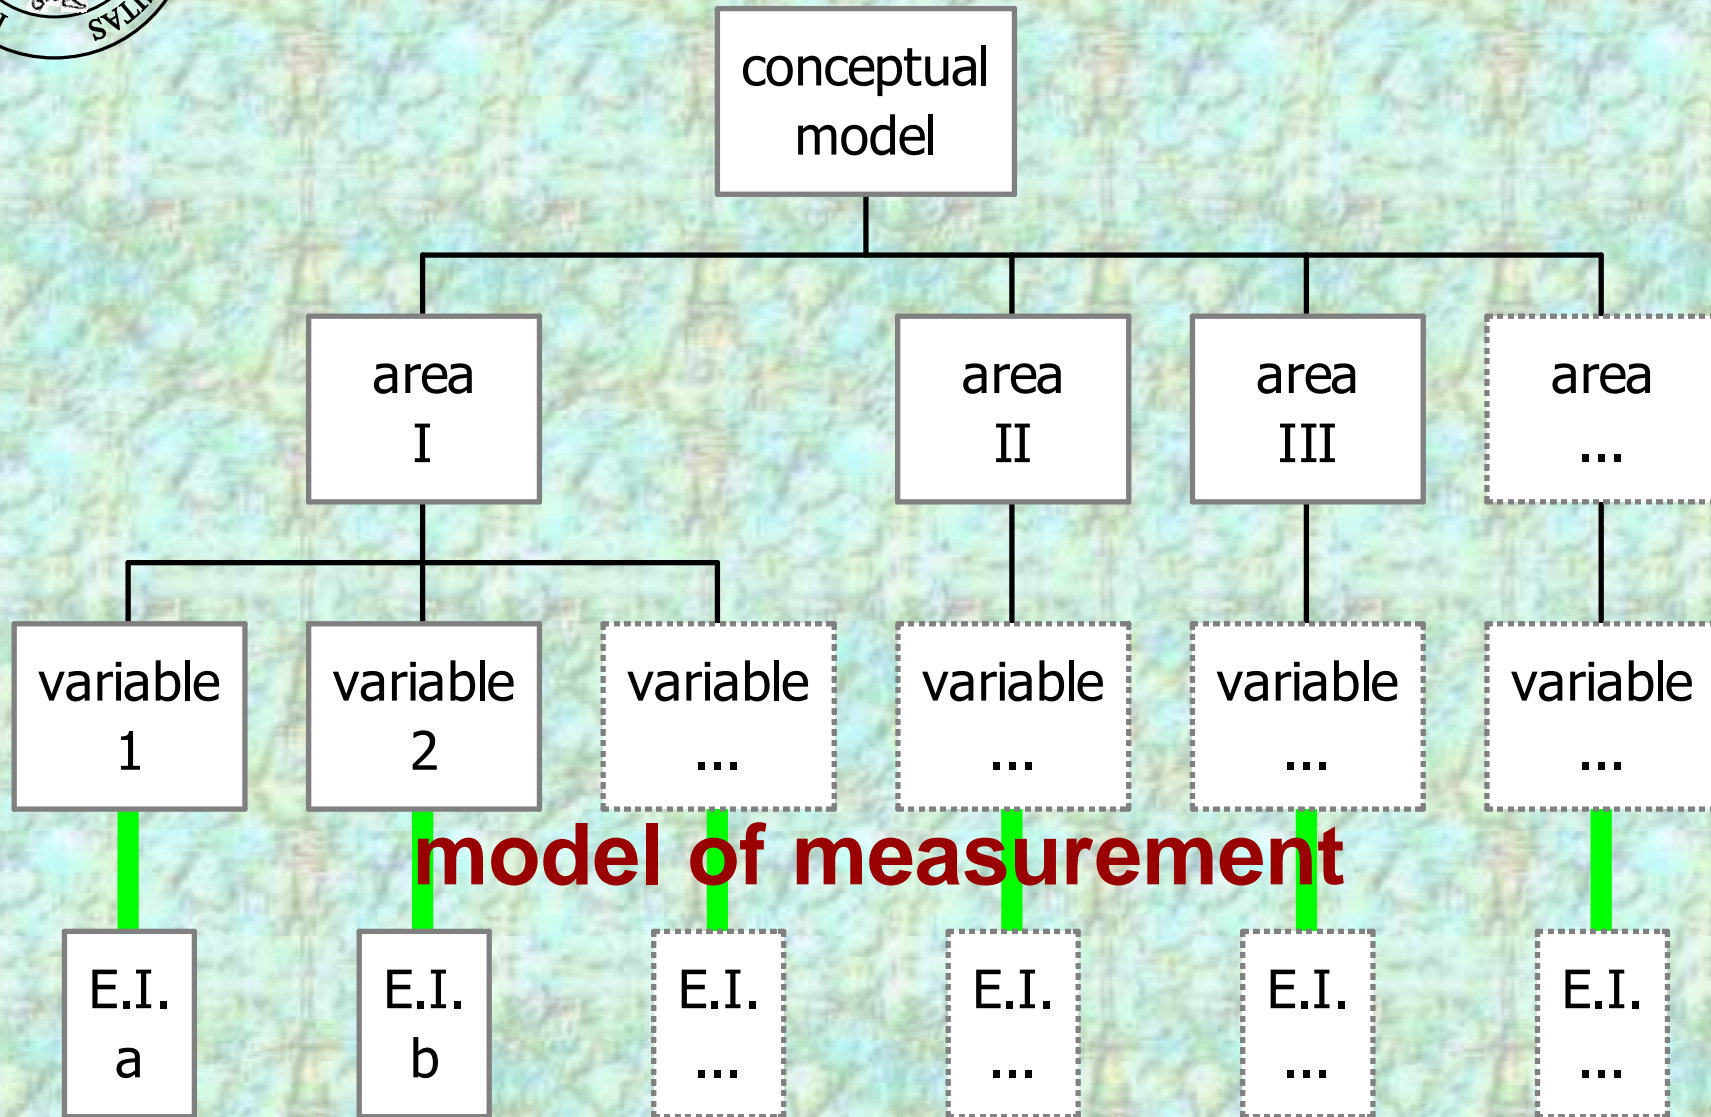 conceptual
model
area
I
area
II
area
III
area
...
variable
1
variable
2
variable
...
variable
...
variable
...
variable
...
model of measurement
E.I.
a
E.I.
b
E.I.
...
E.I.
...
E.I.
...
E.I.
...